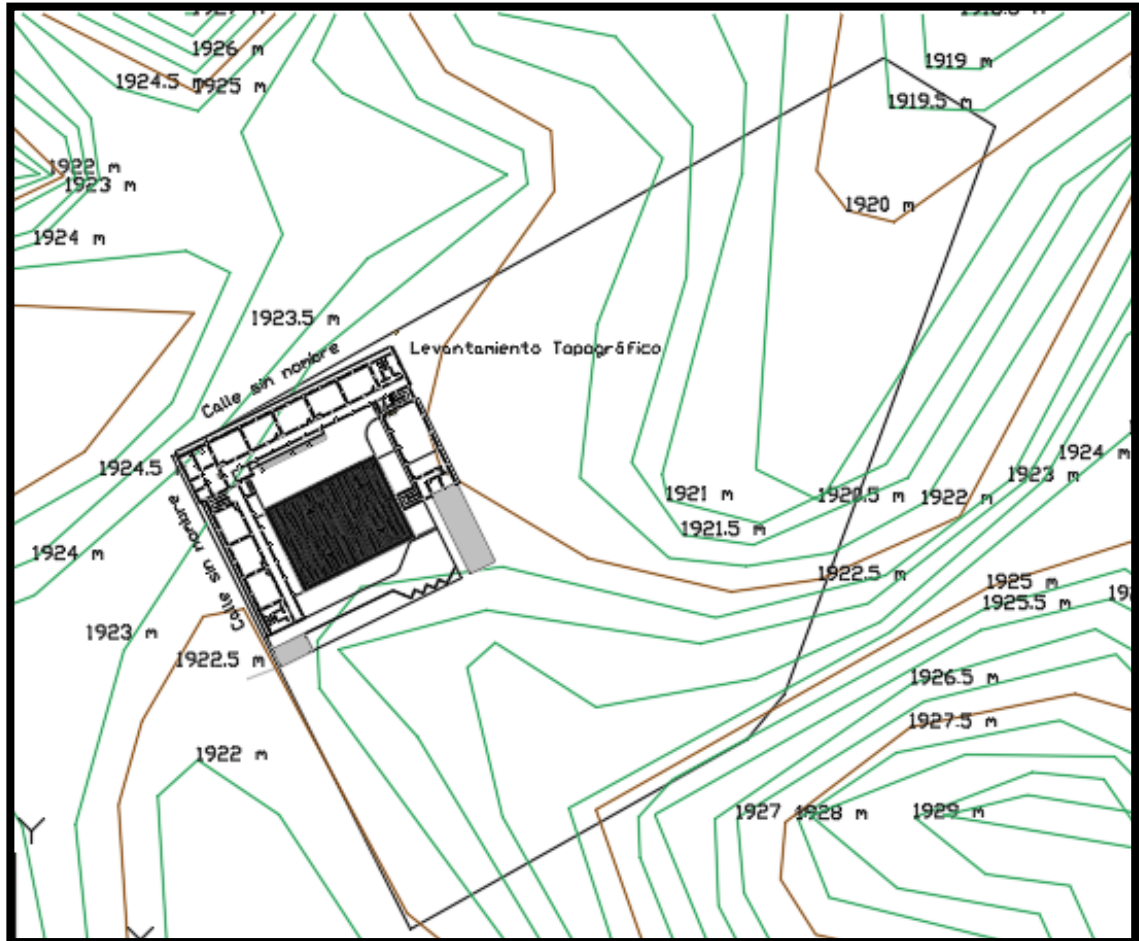 1926 m
1919 m
1924.5 m
1925 m
1919.5 m
1922 m
1923 m
1920 m
1924 m
1923.5 m
Levantamiento Topográfico
Calle sin nombre
1924.5 m
1924 m
1923 m
1921 m
1920.5 m
1922 m
1921.5 m
Calle sin nombre
1924 m
1922.5 m
1925 m
1925.5 m
1923 m
1922.5 m
1926.5 m
1927.5 m
1922 m
1927
1928 m
1929 m
Y